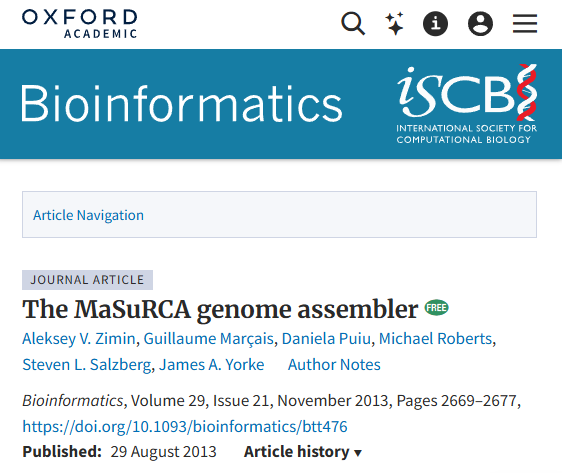 OXFORD
ACADEMIC
Bioinformatics
iSCB
INTERNATIONAL SOCIETY FOR
COMPUTATIONAL BIOLOGY
Article Navigation
JOURNAL ARTICLE
The MaSuRCA genome assembler FREE
Aleksey V. Zimin, Guillaume Marçais, Daniela Puiu, Michael Roberts,
Steven L. Salzberg, James A. Yorke Author Notes
Bioinformatics, Volume 29, Issue 21, November 2013, Pages 2669–2677,
https://doi.org/10.1093/bioinformatics/btt476
Published: 29 August 2013 Article history ▾